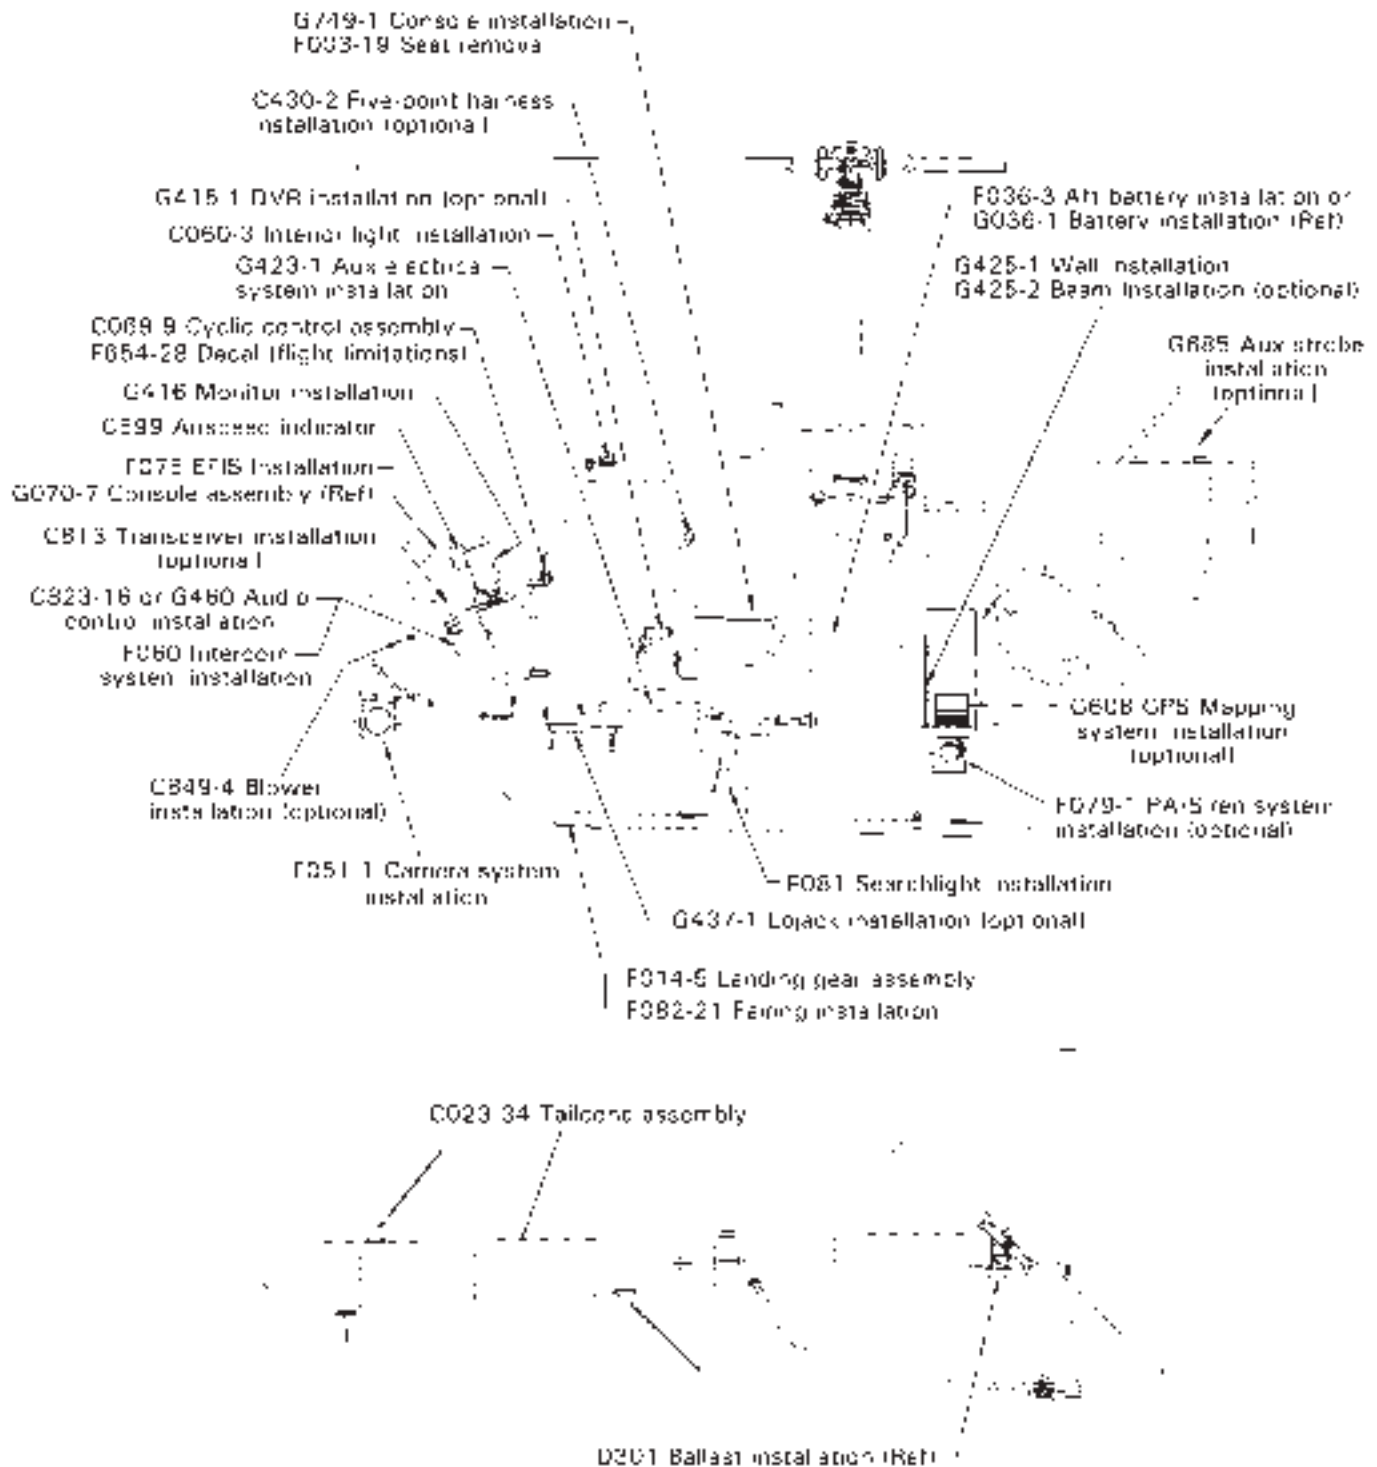 G749-1 Console installation
F033-19 Seat removal
C430-2 Five-point harness
installation (optional)
G415-1 DVR installation (optional)
C060-3 Interior light installation
G423-1 Aux electrical
system installation
F036-3 Aft battery installation or
G036-1 Battery installation (Ref)
G425-1 Wall installation
G425-2 Beam Installation (optional)
C069-9 Cyclic control assembly
F654-28 Decal (flight limitations)
G416 Monitor installation
C599 Airspeed indicator
F075 EFIS Installation
G070-7 Console assembly (Ref)
C813 Transceiver installation
(optional)
C823-16 or G460 Audio
control installation
F060 Intercom
system installation
G685 Aux strobe
installation
(optional)
C849-4 Blower
installation (optional)
F051-1 Camera system
installation
G608 GPS Mapping
system installation
(optional)
F079-1 PA/Siren system
installation (optional)
F081 Searchlight installation
G437-1 Lojack installation (optional)
F014-5 Landing gear assembly
F082-21 Fairing installation
C023-34 Tailcone assembly
D301 Ballast installation (Ref)